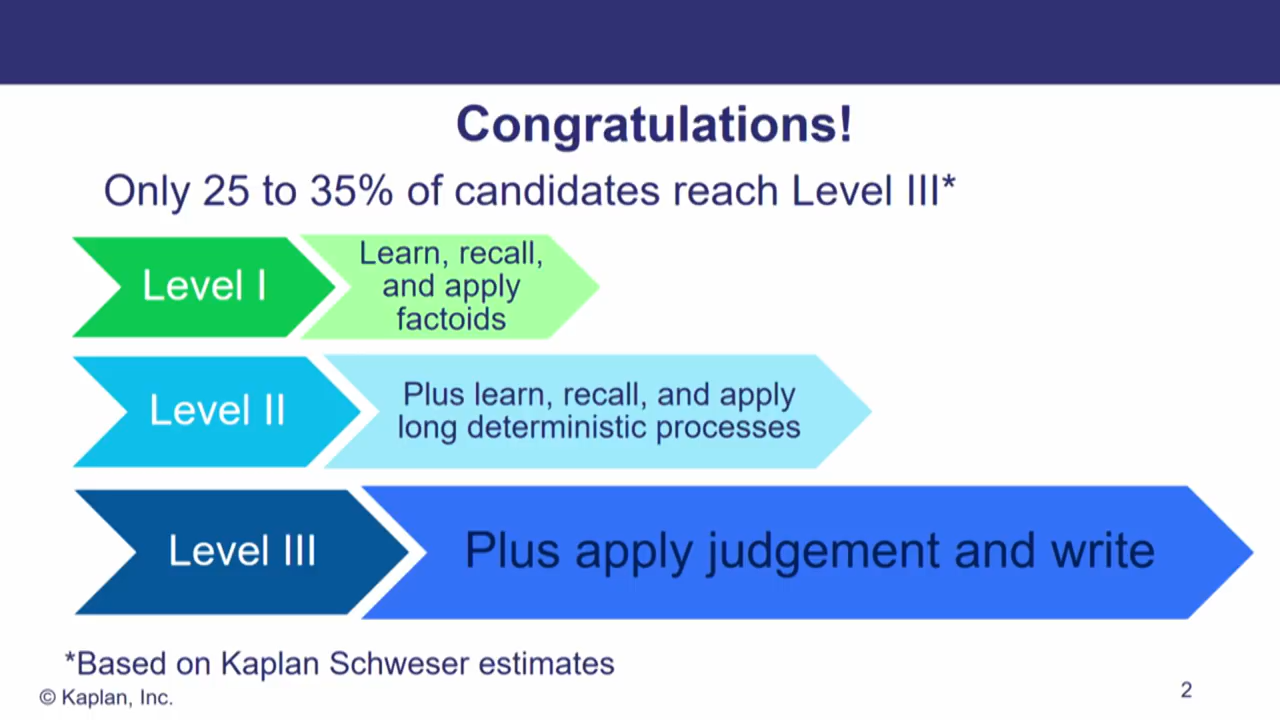 Congratulations!
Only 25 to 35% of candidates reach Level III*
Level I
Learn, recall,
and apply
factoids
Level II
Plus learn, recall, and apply
long deterministic processes
Level III
Plus apply judgement and write
*Based on Kaplan Schweser estimates
© Kaplan, Inc.
2